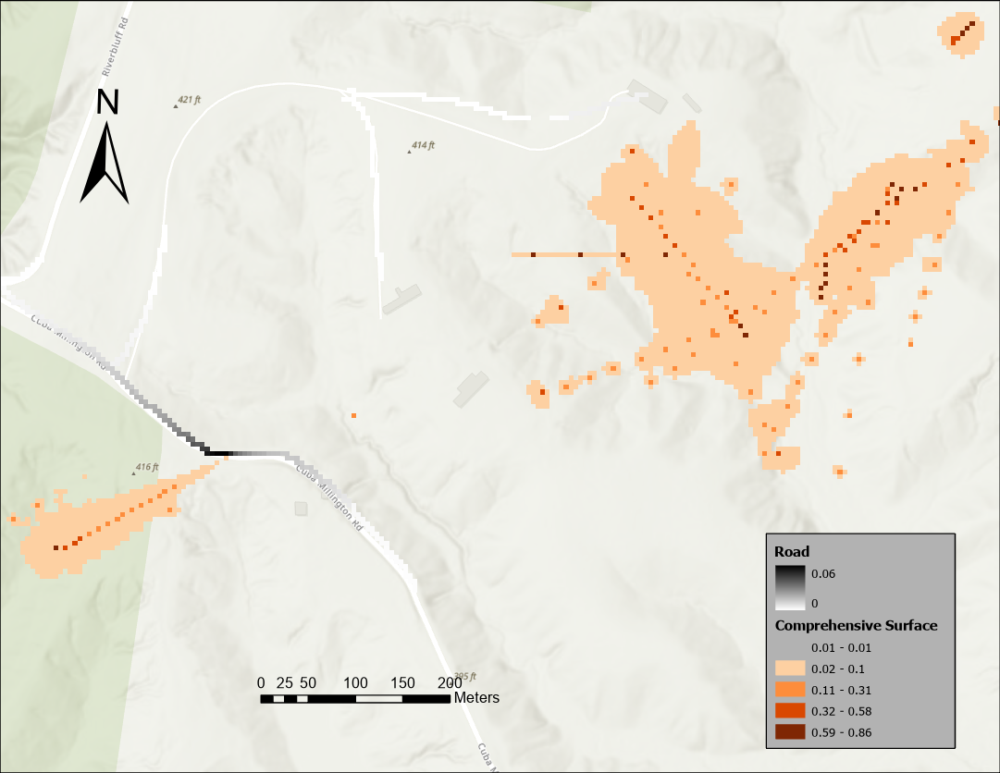 Riverbluff Rd
N
421 ft
414 ft
Cuba Millington Rd
416 ft
Cuba Millington Rd
395 ft
0 25 50 100 150 200
Meters
Cuba M
Road
0.06
0
Comprehensive Surface
0.01 - 0.01
0.02 - 0.1
0.11 - 0.31
0.32 - 0.58
0.59 - 0.86